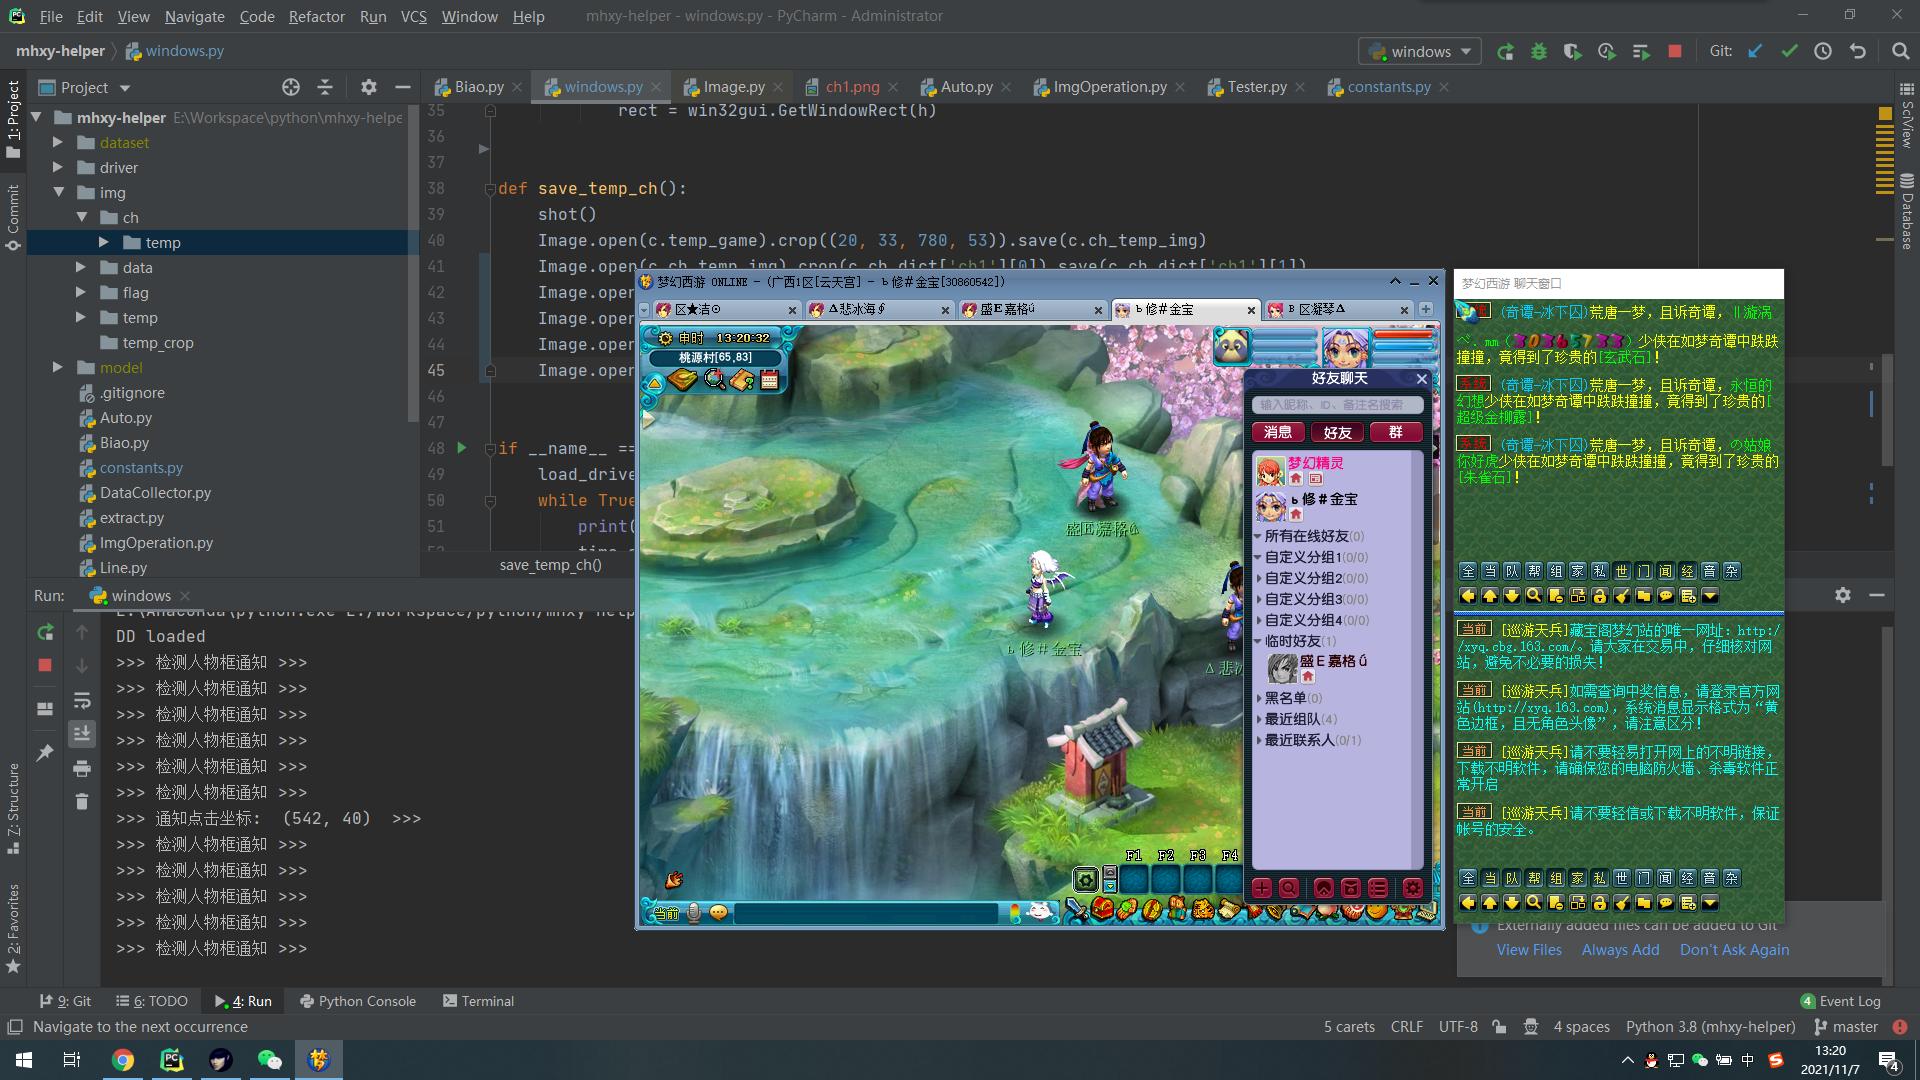 File Edit View Navigate Code Refactor Run VCS Window Help mhxy-helper - windows.py - PyCharm - Administrator
mhxy-helper windows.py
windows
Git:
Project
Biao.py windows.py Image.py ch1.png Auto.py ImgOperation.py Tester.py constants.py
1: Project
Commit
7: Structure
2: Favorites
SciView
Database
mhxy-helper E:\Workspace\python\mhxy-helpe
dataset
driver
img
ch
temp
data
flag
temp
temp_crop
model
.gitignore
Auto.py
Biao.py
constants.py
DataCollector.py
extract.py
ImgOperation.py
Line.py
35 rect = win32gui.GetWindowRect(h)
36
37
38 def save_temp_ch():
39 shot()
40 Image.open(c.temp_game).crop((20, 33, 780, 53)).save(c.ch_temp_img)
41 Image.open(c.ch_temp_img).crop(c.ch_dict['ch1'][0]).save(c.ch_dict['ch1'][1])
42 Image.open
43 Image.open
44 Image.open
45 Image.open
46
47
48 if __name__ ==
49 load_drive
50 while True
51 print(
save_temp_ch()
Run: windows
DD loaded
>>> 检测人物框通知 >>>
>>> 检测人物框通知 >>>
>>> 检测人物框通知 >>>
>>> 检测人物框通知 >>>
>>> 检测人物框通知 >>>
>>> 检测人物框通知 >>>
>>> 通知点击坐标: (542, 40) >>>
>>> 检测人物框通知 >>>
>>> 检测人物框通知 >>>
>>> 检测人物框通知 >>>
>>> 检测人物框通知 >>>
>>> 检测人物框通知 >>>
梦幻西游 ONLINE - (广西1区[云天宫] - ь修#金宝[30860542])
区★洁⊙ Δ悲冰海∮ 盛E嘉格ǘ ь修#金宝 B区凝琴Δ
申时 13:20:32
桃源村[65,83]
盛E嘉格ǘ
ь修#金宝
F1 F2 F3 F4
当前
好友聊天
输入昵称、ID、备注名搜索
消息 好友 群
梦幻精灵
ь修#金宝
所有在线好友(0)
自定义分组1(0/0)
自定义分组2(0/0)
自定义分组3(0/0)
自定义分组4(0/0)
临时好友(1)
盛E嘉格ǘ
黑名单(0)
最近组队(4)
最近联系人(0/1)
梦幻西游 聊天窗口
(奇谭-冰下囚)荒唐一梦，且诉奇谭，‖漩涡
(30365733)少侠在如梦奇谭中跌跌
撞撞，竟得到了珍贵的[玄武石]！
系统 (奇谭-冰下囚)荒唐一梦，且诉奇谭，永恒的
幻想少侠在如梦奇谭中跌跌撞撞，竟得到了珍贵的[
超级金柳露]！
系统 (奇谭-冰下囚)荒唐一梦，且诉奇谭，の姑娘
你好虎少侠在如梦奇谭中跌跌撞撞，竟得到了珍贵的
[朱雀石]！
全 当 队 帮 组 家 私 世 门 闻 经 音 杂
当前 [巡游天兵]藏宝阁梦幻站的唯一网址：http:/
/xyq.cbg.163.com/。请大家在交易中，仔细核对网
站，避免不必要的损失！
当前 [巡游天兵]如需查询中奖信息，请登录官方网
站(http://xyq.163.com)，系统消息显示格式为“黄
色边框，且无角色头像”，请注意区分！
当前 [巡游天兵]请不要轻易打开网上的不明链接，
下载不明软件，请确保您的电脑防火墙、杀毒软件正
常开启
当前 [巡游天兵]请不要轻信或下载不明软件，保证
帐号的安全。
全 当 队 帮 组 家 私 世 门 闻 经 音 杂
Externally added files can be added to Git
View Files Always Add Don't Ask Again
9: Git 6: TODO 4: Run Python Console Terminal 4 Event Log
Navigate to the next occurrence 5 carets CRLF UTF-8 4 spaces Python 3.8 (mhxy-helper) master
中 13:20
2021/11/7 4